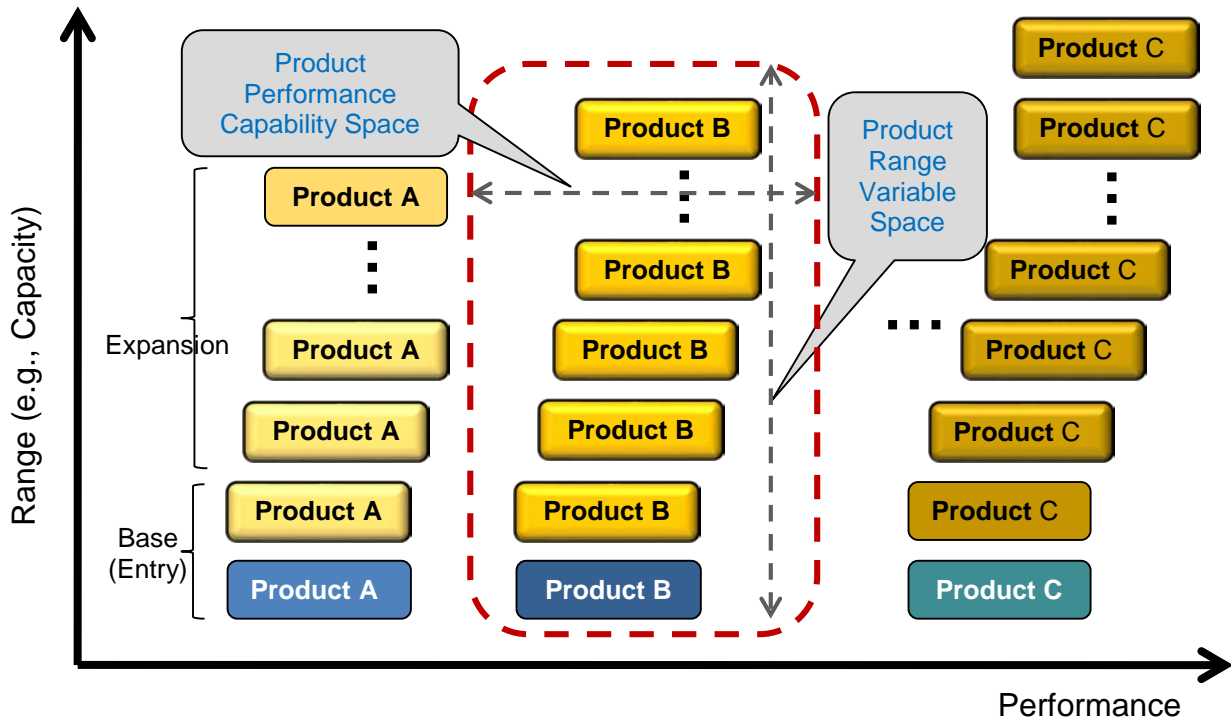 Product C
Product
Performance
Capability Space
Product B
Product C
Product
Range
Variable
Space
Product A
Product B
Product C
Range (e.g., Capacity)
Expansion
Product A
Product B
Product C
Product A
Product B
Product C
Base
(Entry)
Product A
Product B
Product C
Product A
Product B
Product C
Performance